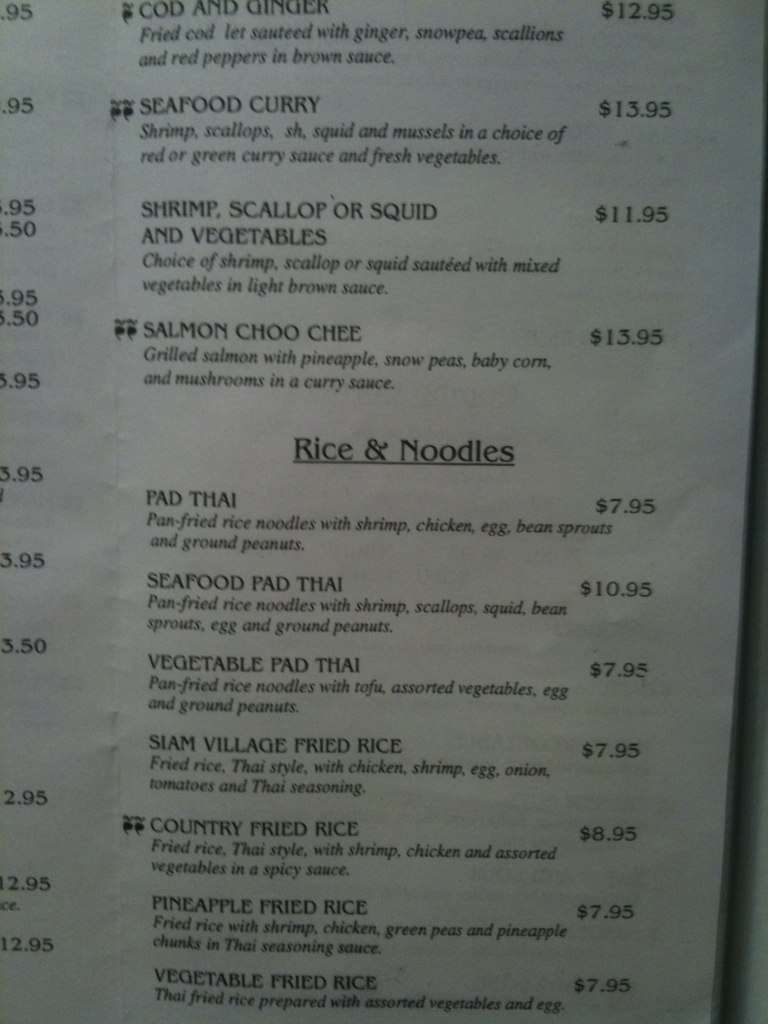 .95
.95
.95
.50
5.95
5.50
5.95
3.95
3.95
3.50
2.95
12.95
ce.
12.95
COD AND GINGER $12.95
Fried cod let sauteed with ginger, snowpea, scallions
and red peppers in brown sauce.
SEAFOOD CURRY $13.95
Shrimp, scallops, sh, squid and mussels in a choice of
red or green curry sauce and fresh vegetables.
SHRIMP, SCALLOP OR SQUID $11.95
AND VEGETABLES
Choice of shrimp, scallop or squid sautéed with mixed
vegetables in light brown sauce.
SALMON CHOO CHEE $13.95
Grilled salmon with pineapple, snow peas, baby corn,
and mushrooms in a curry sauce.
Rice & Noodles
PAD THAI $7.95
Pan-fried rice noodles with shrimp, chicken, egg, bean sprouts
and ground peanuts.
SEAFOOD PAD THAI $10.95
Pan-fried rice noodles with shrimp, scallops, squid, bean
sprouts, egg and ground peanuts.
VEGETABLE PAD THAI $7.95
Pan-fried rice noodles with tofu, assorted vegetables, egg
and ground peanuts.
SIAM VILLAGE FRIED RICE $7.95
Fried rice, Thai style, with chicken, shrimp, egg, onion,
tomatoes and Thai seasoning.
COUNTRY FRIED RICE $8.95
Fried rice, Thai style, with shrimp, chicken and assorted
vegetables in a spicy sauce.
PINEAPPLE FRIED RICE $7.95
Fried rice with shrimp, chicken, green peas and pineapple
chunks in Thai seasoning sauce.
VEGETABLE FRIED RICE $7.95
Thai fried rice prepared with assorted vegetables and egg.